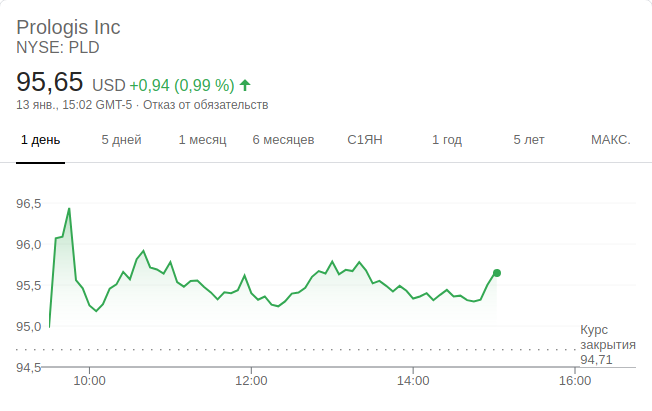 Prologis Inc
NYSE: PLD
95,65 USD +0,94 (0,99 %)
13 янв., 15:02 GMT-5 · Отказ от обязательств
1 день 5 дней 1 месяц 6 месяцев С1ЯН 1 год 5 лет МАКС.
96,5
96,0
95,5
95,0
Курс
закрытия
94,71
94,5
10:00 12:00 14:00 16:00